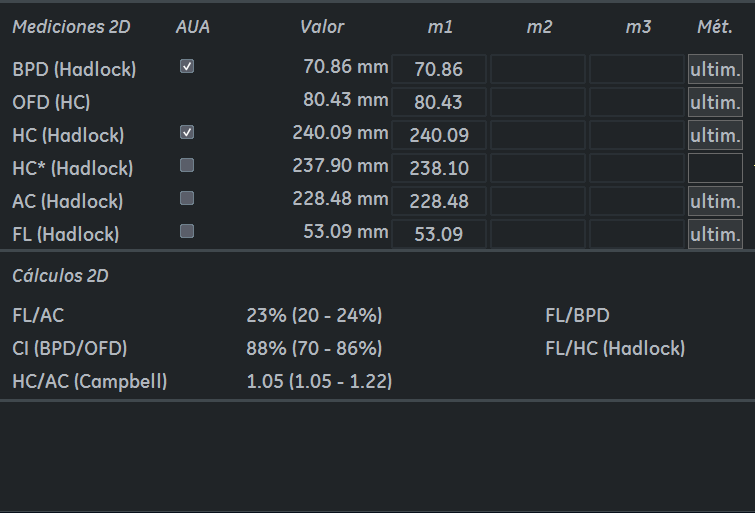 Mediciones 2D AUA Valor m1 m2 m3 Mét.
BPD (Hadlock) 70.86 mm 70.86 ultim.
OFD (HC) 80.43 mm 80.43 ultim.
HC (Hadlock) 240.09 mm 240.09 ultim.
HC* (Hadlock) 237.90 mm 238.10
AC (Hadlock) 228.48 mm 228.48 ultim.
FL (Hadlock) 53.09 mm 53.09 ultim.
Cálculos 2D
FL/AC 23% (20 - 24%) FL/BPD
CI (BPD/OFD) 88% (70 - 86%) FL/HC (Hadlock)
HC/AC (Campbell) 1.05 (1.05 - 1.22)